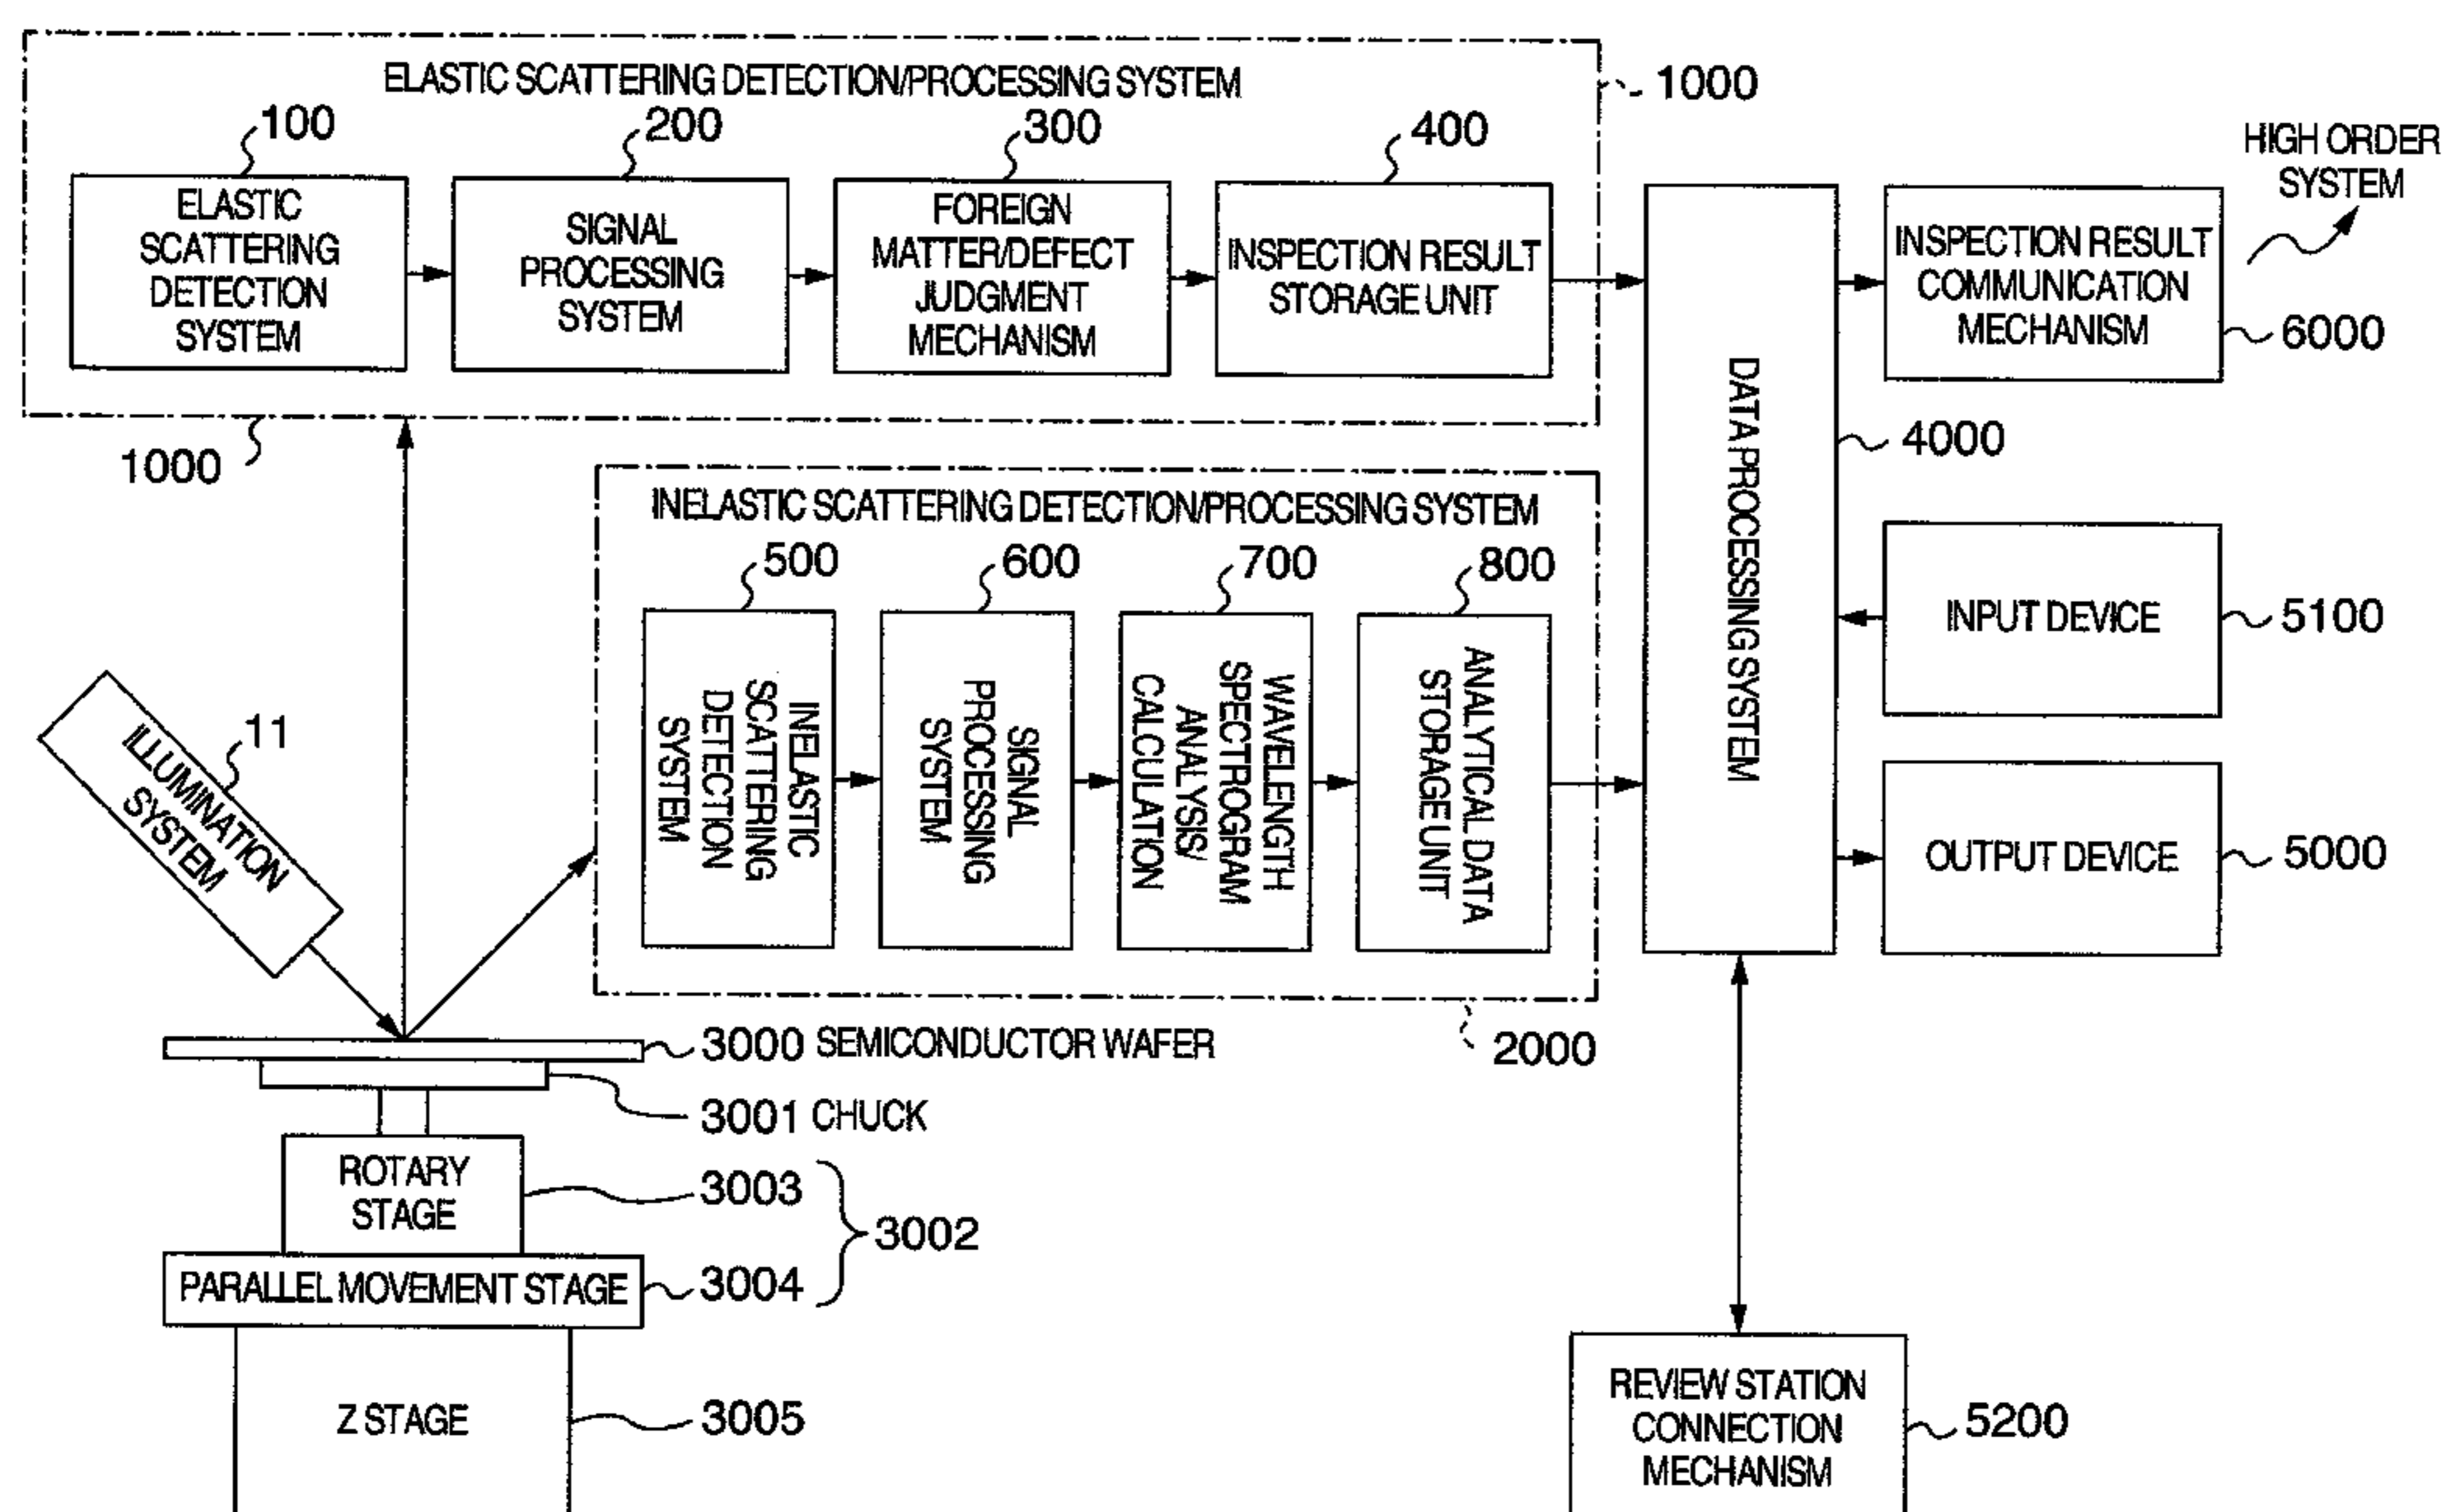 ELASTIC SCATTERING DETECTION/PROCESSING SYSTEM
1000
100
200
300
400
ELASTIC
SCATTERING
DETECTION
SYSTEM
SIGNAL
PROCESSING
SYSTEM
FOREIGN
MATTER/DEFECT
JUDGMENT
MECHANISM
INSPECTION RESULT
STORAGE UNIT
HIGH ORDER
SYSTEM
INSPECTION RESULT
COMMUNICATION
MECHANISM
6000
1000
DATA PROCESSING SYSTEM
4000
INELASTIC SCATTERING DETECTION/PROCESSING SYSTEM
500
600
700
800
INELASTIC
SCATTERING
DETECTION
SYSTEM
SIGNAL
PROCESSING
SYSTEM
WAVELENGTH
SPECTROGRAM
ANALYSIS/
CALCULATION
ANALYTICAL DATA
STORAGE UNIT
INPUT DEVICE
5100
OUTPUT DEVICE
5000
11
ILLUMINATION
SYSTEM
3000 SEMICONDUCTOR WAFER
2000
3001 CHUCK
ROTARY
STAGE
3003
3002
PARALLEL MOVEMENT STAGE
3004
Z STAGE
3005
REVIEW STATION
CONNECTION
MECHANISM
5200